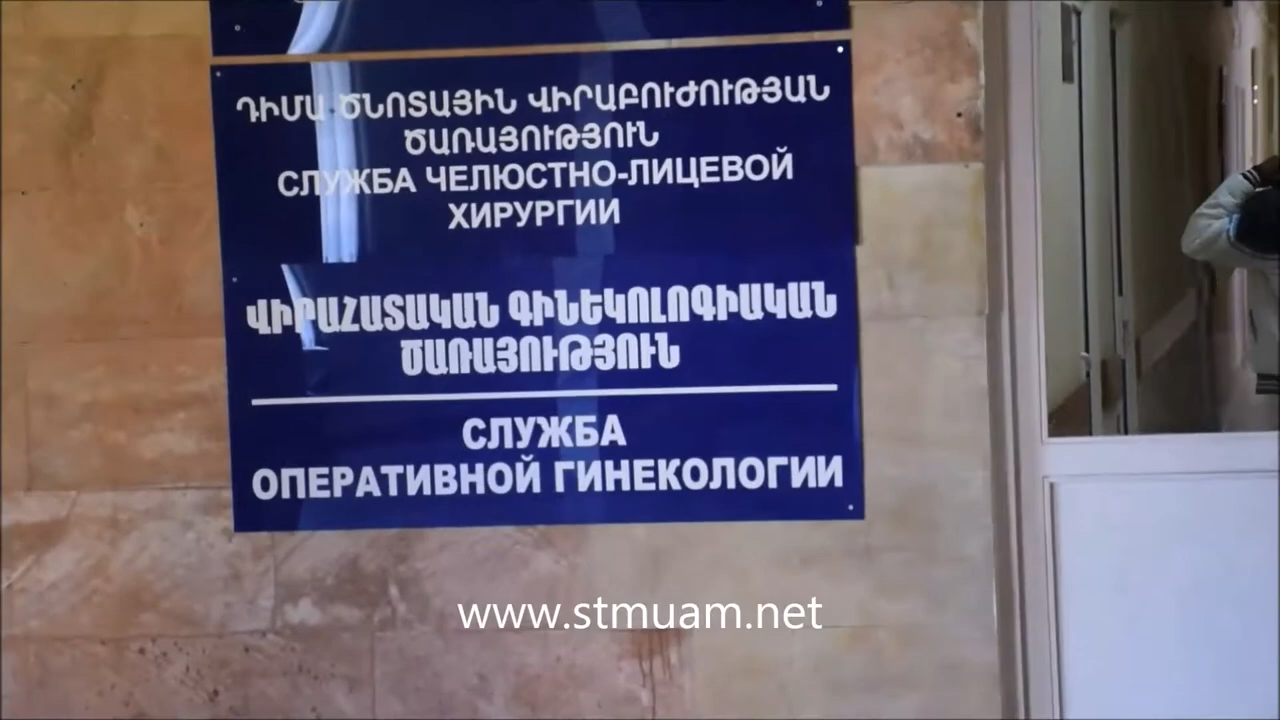 ԴԻՄԱ ԾՆՈՏԱՅԻՆ ՎԻՐԱԲՈՒԺՈՒԹՅԱՆ
ԾԱՌԱՅՈՒԹՅՈՒՆ
СЛУЖБА ЧЕЛЮСТНО-ЛИЦЕВОЙ
ХИРУРГИИ
ՎԻՐԱՀԱՏԱԿԱՆ ԳԻՆԵԿՈԼՈԳԻԱԿԱՆ
ԾԱՌԱՅՈՒԹՅՈՒՆ
СЛУЖБА
ОПЕРАТИВНОЙ ГИНЕКОЛОГИИ
www.stmuam.net